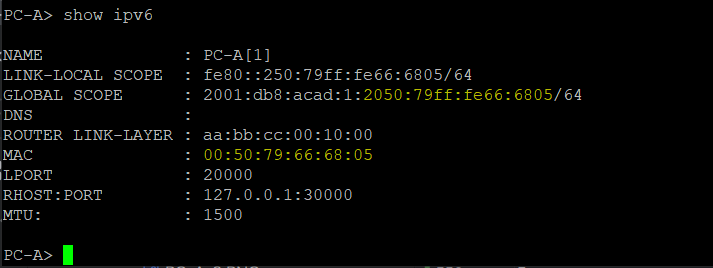 PC-A> show ipv6
NAME : PC-A[1]
LINK-LOCAL SCOPE : fe80::250:79ff:fe66:6805/64
GLOBAL SCOPE : 2001:db8:acad:1:2050:79ff:fe66:6805/64
DNS :
ROUTER LINK-LAYER : aa:bb:cc:00:10:00
MAC : 00:50:79:66:68:05
LPORT : 20000
RHOST:PORT : 127.0.0.1:30000
MTU: : 1500
PC-A>